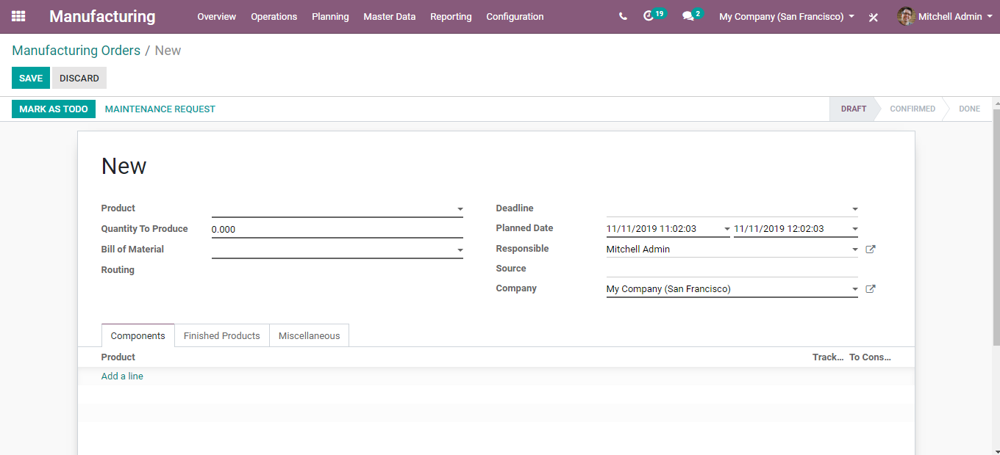 Manufacturing Overview Operations Planning Master Data Reporting Configuration 19 2 My Company (San Francisco) Mitchell Admin
Manufacturing Orders / New
SAVE DISCARD
MARK AS TODO MAINTENANCE REQUEST DRAFT CONFIRMED DONE
New
Product Deadline
Quantity To Produce 0.000 Planned Date 11/11/2019 11:02:03 11/11/2019 12:02:03
Bill of Material Responsible Mitchell Admin
Routing Source
Company My Company (San Francisco)
Components Finished Products Miscellaneous
Product Track... To Cons...
Add a line